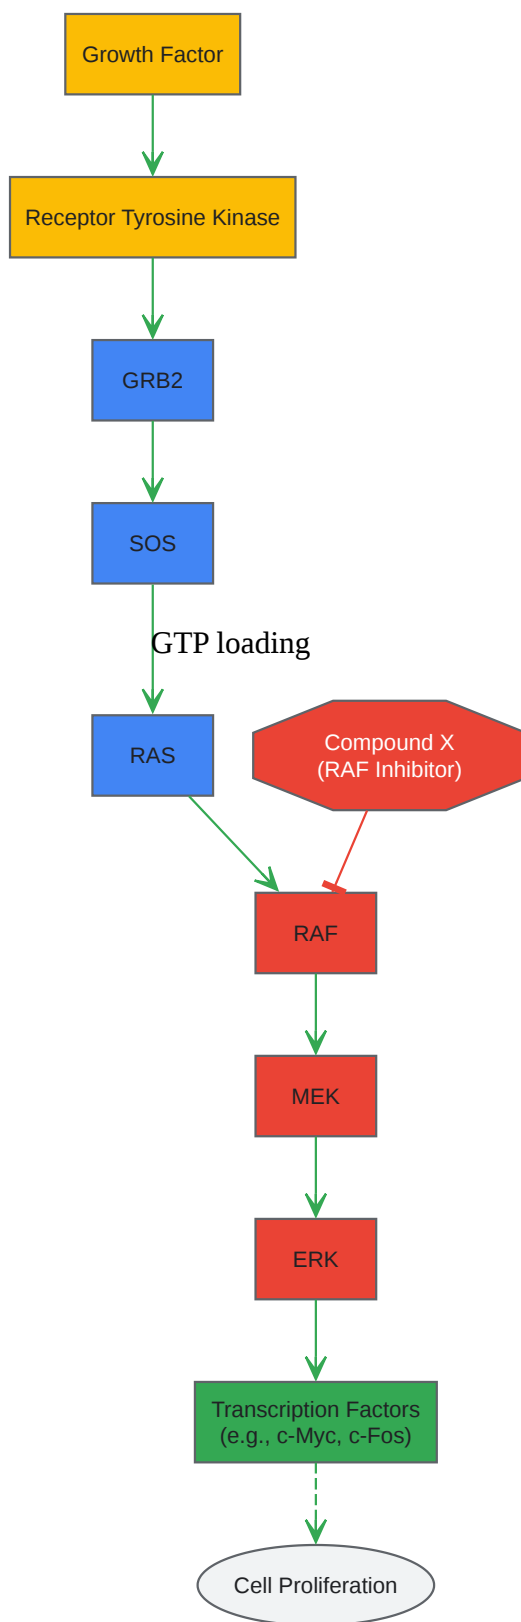 Growth Factor
Receptor Tyrosine Kinase
GRB2
SOS
GTP loading
RAS
Compound X
(RAF Inhibitor)
RAF
MEK
ERK
Transcription Factors
(e.g., c-Myc, c-Fos)
Cell Proliferation